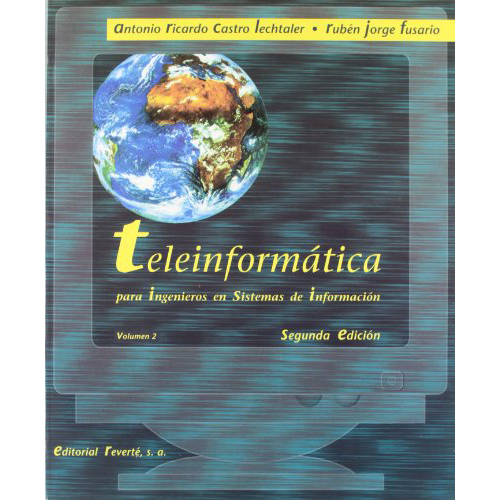 antonio ricardo castro lechtaler • rubén jorge fusario
teleinformática
para ingenieros en sistemas de información
Volumen 2
segunda edición
editorial reverté, s. a.